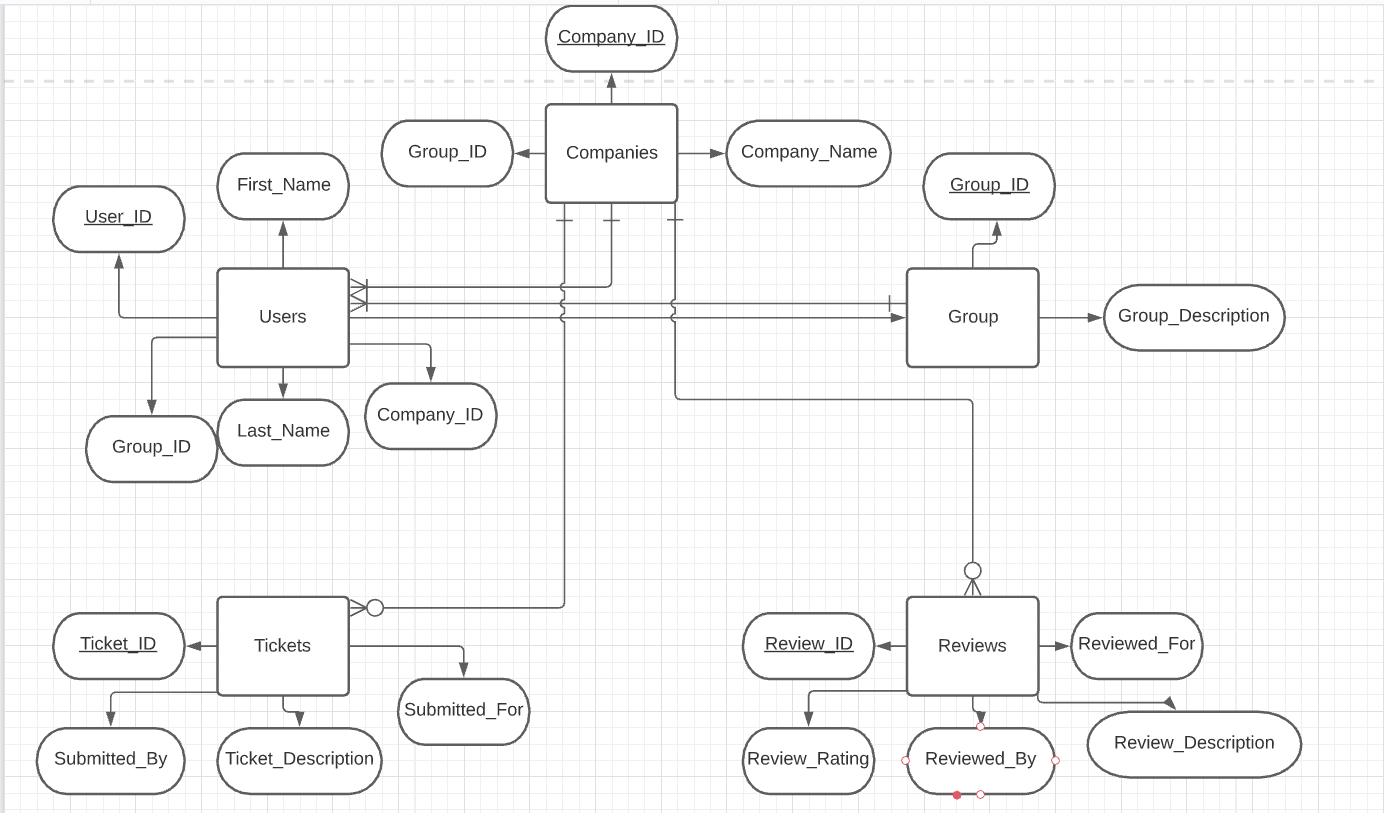 Company_ID
Group_ID
Companies
Company_Name
First_Name
Group_ID
User_ID
Users
Group
Group_Description
Company_ID
Last_Name
Group_ID
Ticket_ID
Tickets
Review_ID
Reviews
Reviewed_For
Submitted_For
Review_Description
Submitted_By
Ticket_Description
Review_Rating
Reviewed_By